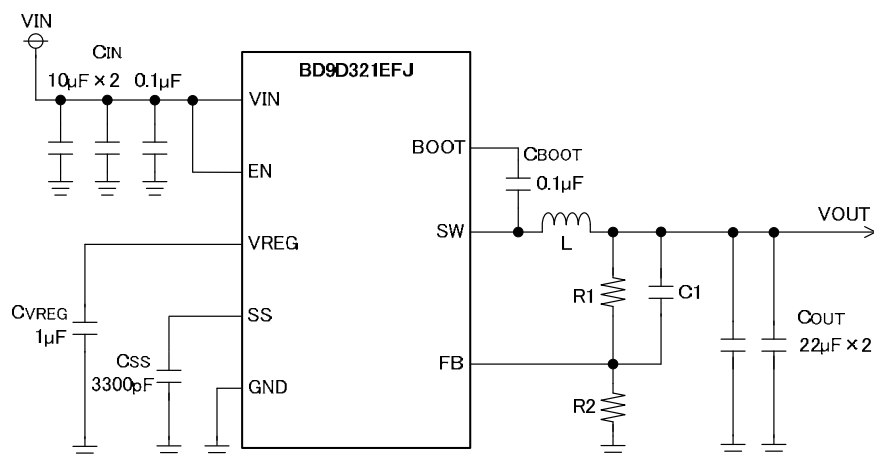 VIN
CIN
10µF×2 0.1µF
BD9D321EFJ
VIN
EN
VREG
SS
GND
BOOT
SW
FB
CVREG
1µF
CSS
3300pF
CBOOT
0.1µF
L
R1
C1
R2
VOUT
COUT
22µF×2